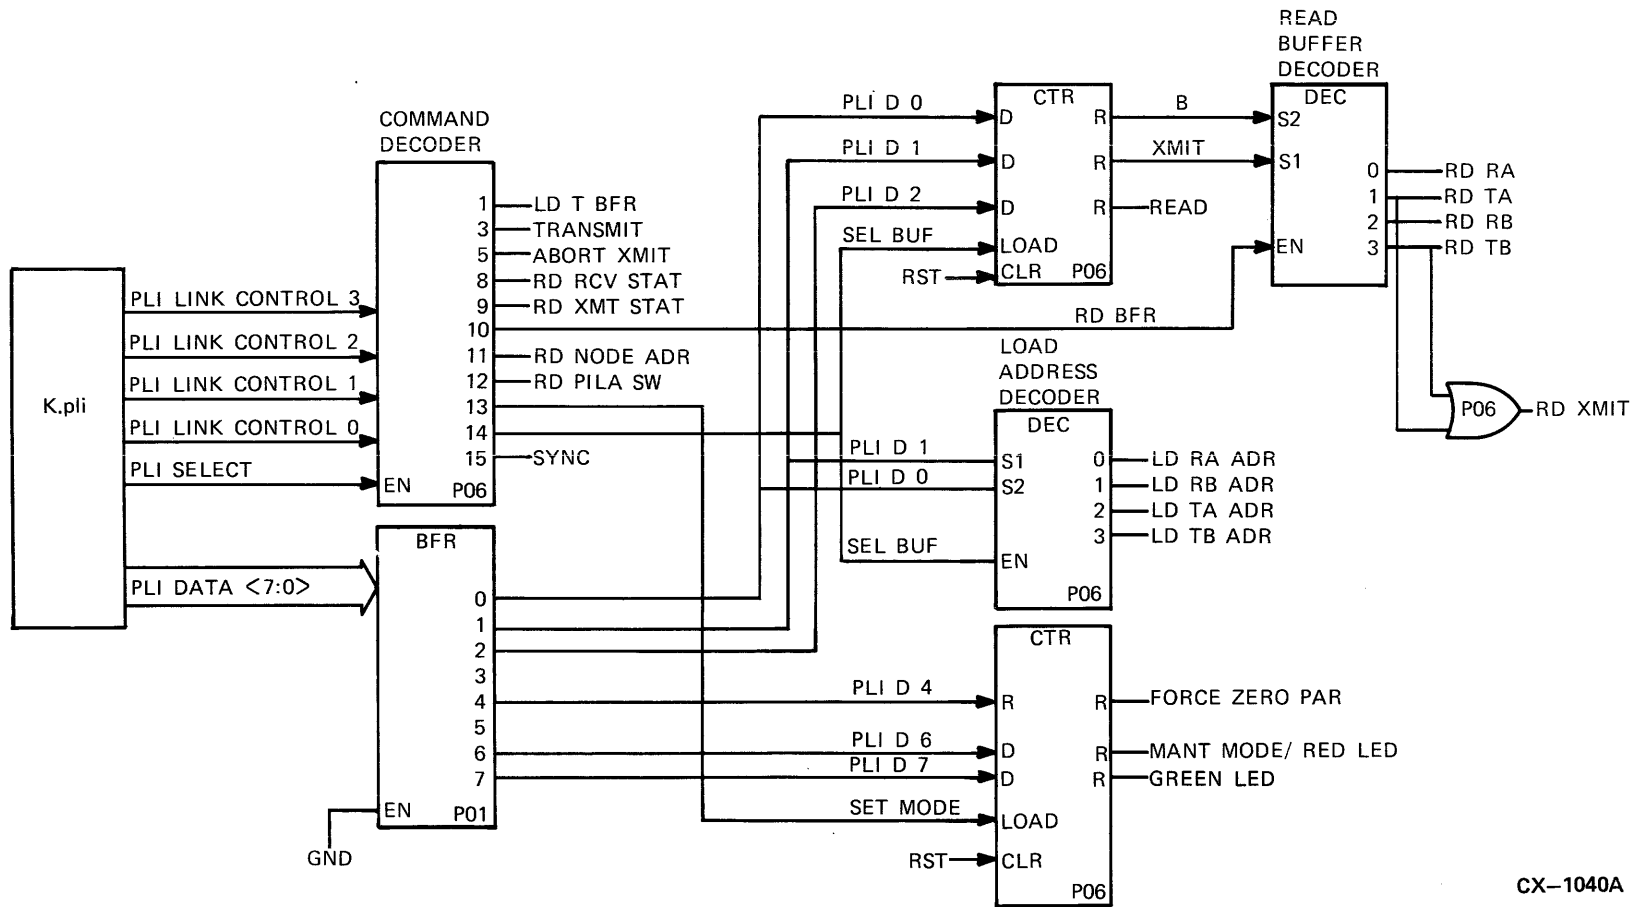 READ
BUFFER
DECODER
COMMAND
DECODER
K.pli
PLI LINK CONTROL 3
PLI LINK CONTROL 2
PLI LINK CONTROL 1
PLI LINK CONTROL 0
PLI SELECT
PLI DATA <7:0>
1 LD T BFR
3 TRANSMIT
5 ABORT XMIT
8 RD RCV STAT
9 RD XMT STAT
10 RD BFR
11 RD NODE ADR
12 RD PILA SW
13
14
15 SYNC
EN P06
BFR
0
1
2
3
4
5
6
7
EN P01
GND
PLI D 0
PLI D 1
PLI D 2
SEL BUF
RST
CTR
D R B
D R XMIT
D R READ
LOAD
CLR P06
DEC
S2
S1
EN
0 RD RA
1 RD TA
2 RD RB
3 RD TB
P06 RD XMIT
LOAD
ADDRESS
DECODER
DEC
PLI D 1 S1
PLI D 0 S2
SEL BUF EN
0 LD RA ADR
1 LD RB ADR
2 LD TA ADR
3 LD TB ADR
P06
CTR
PLI D 4 R R FORCE ZERO PAR
PLI D 6 D R MANT MODE/ RED LED
PLI D 7 D R GREEN LED
SET MODE LOAD
RST CLR
P06
CX–1040A